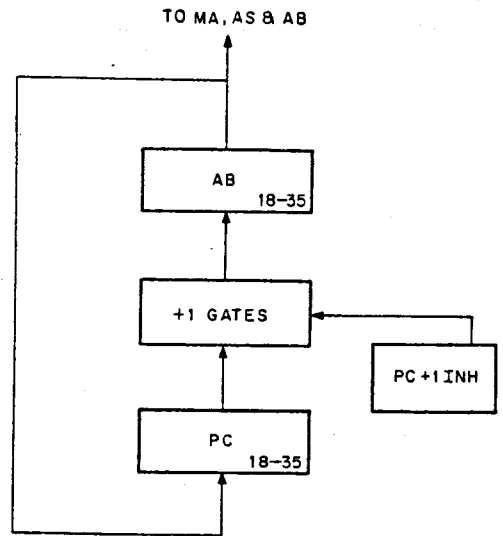 TO MA, AS & AB
AB
18-35
+1 GATES
PC +1 INH
PC
18-35